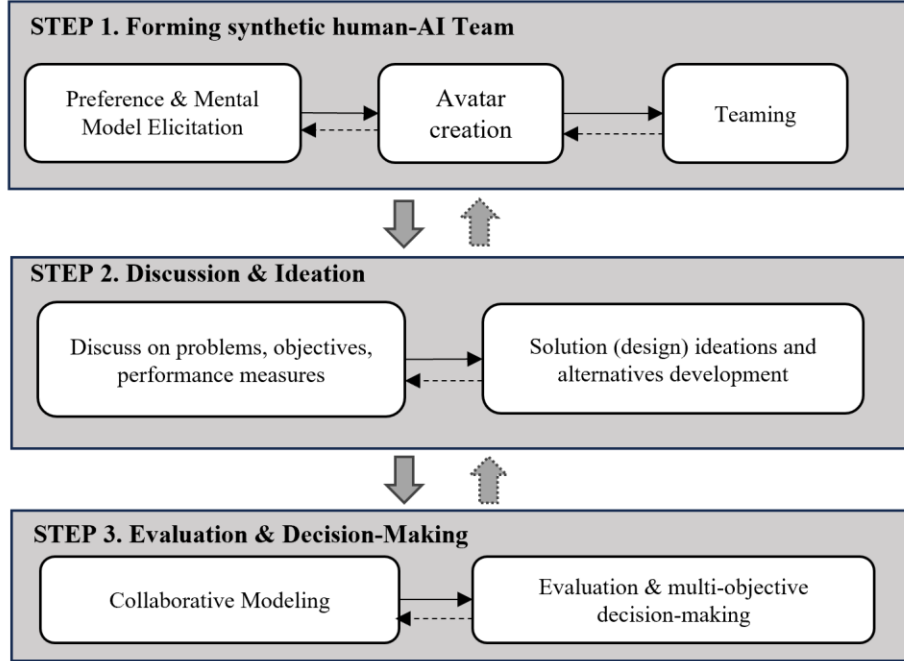 STEP 1. Forming synthetic human-AI Team
Preference & Mental
Model Elicitation
Avatar
creation
Teaming
STEP 2. Discussion & Ideation
Discuss on problems, objectives,
performance measures
Solution (design) ideations and
alternatives development
STEP 3. Evaluation & Decision-Making
Collaborative Modeling
Evaluation & multi-objective
decision-making